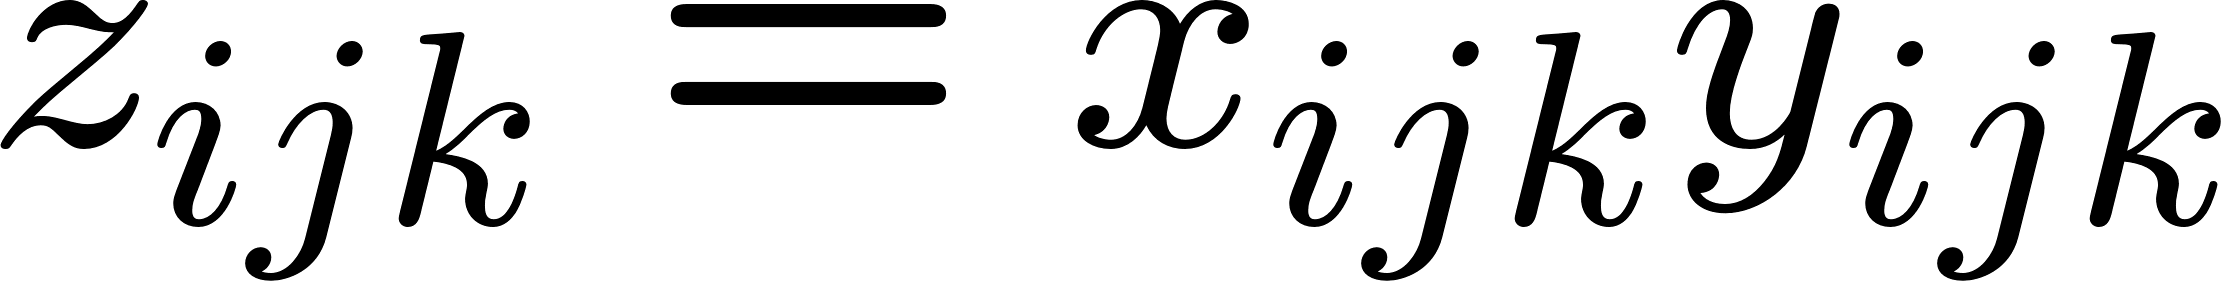 z_{ijk} = x_{ijk} y_{ijk}